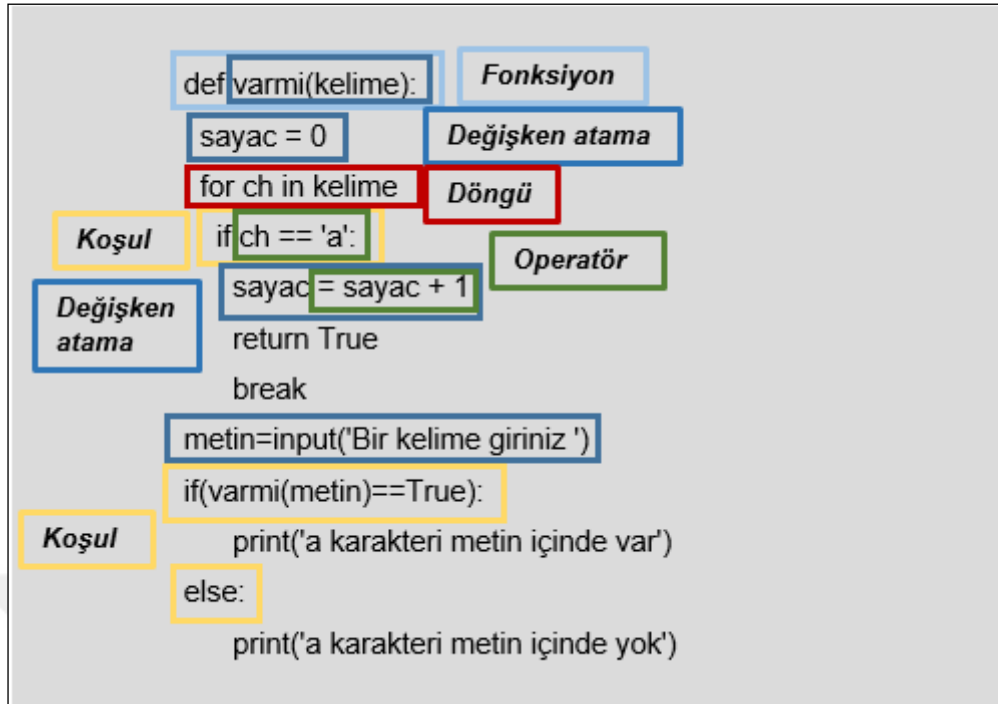 def varmi(kelime):
Fonksiyon
sayac = 0
Değişken atama
for ch in kelime
Döngü
Koşul
if ch == 'a':
Operatör
sayac = sayac + 1
Değişken
atama
return True
break
metin=input('Bir kelime giriniz ')
if(varmi(metin)==True):
Koşul
print('a karakteri metin içinde var')
else:
print('a karakteri metin içinde yok')